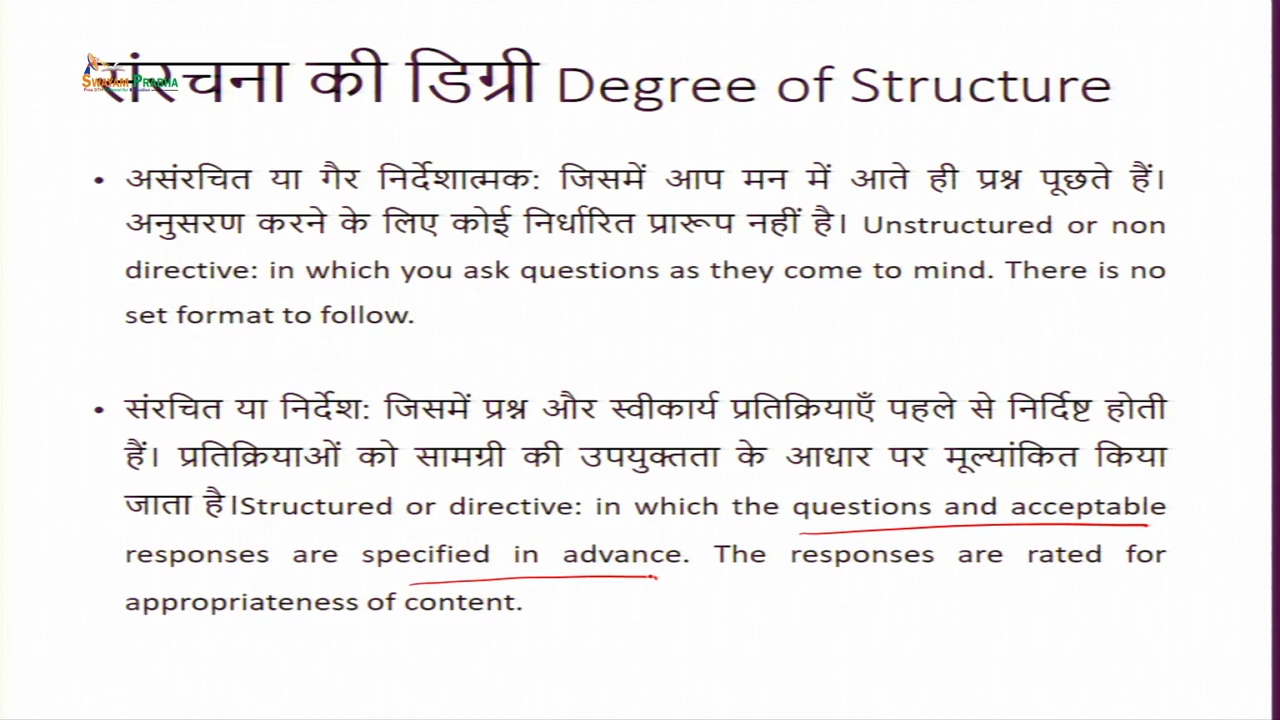 संरचना की डिग्री Degree of Structure
SWAYAM PRABHA
• असंरचित या गैर निर्देशात्मक: जिसमें आप मन में आते ही प्रश्न पूछते हैं।
अनुसरण करने के लिए कोई निर्धारित प्रारूप नहीं है। Unstructured or non
directive: in which you ask questions as they come to mind. There is no
set format to follow.
• संरचित या निर्देश: जिसमें प्रश्न और स्वीकार्य प्रतिक्रियाएँ पहले से निर्दिष्ट होती
हैं। प्रतिक्रियाओं को सामग्री की उपयुक्तता के आधार पर मूल्यांकित किया
जाता है।Structured or directive: in which the questions and acceptable
responses are specified in advance. The responses are rated for
appropriateness of content.